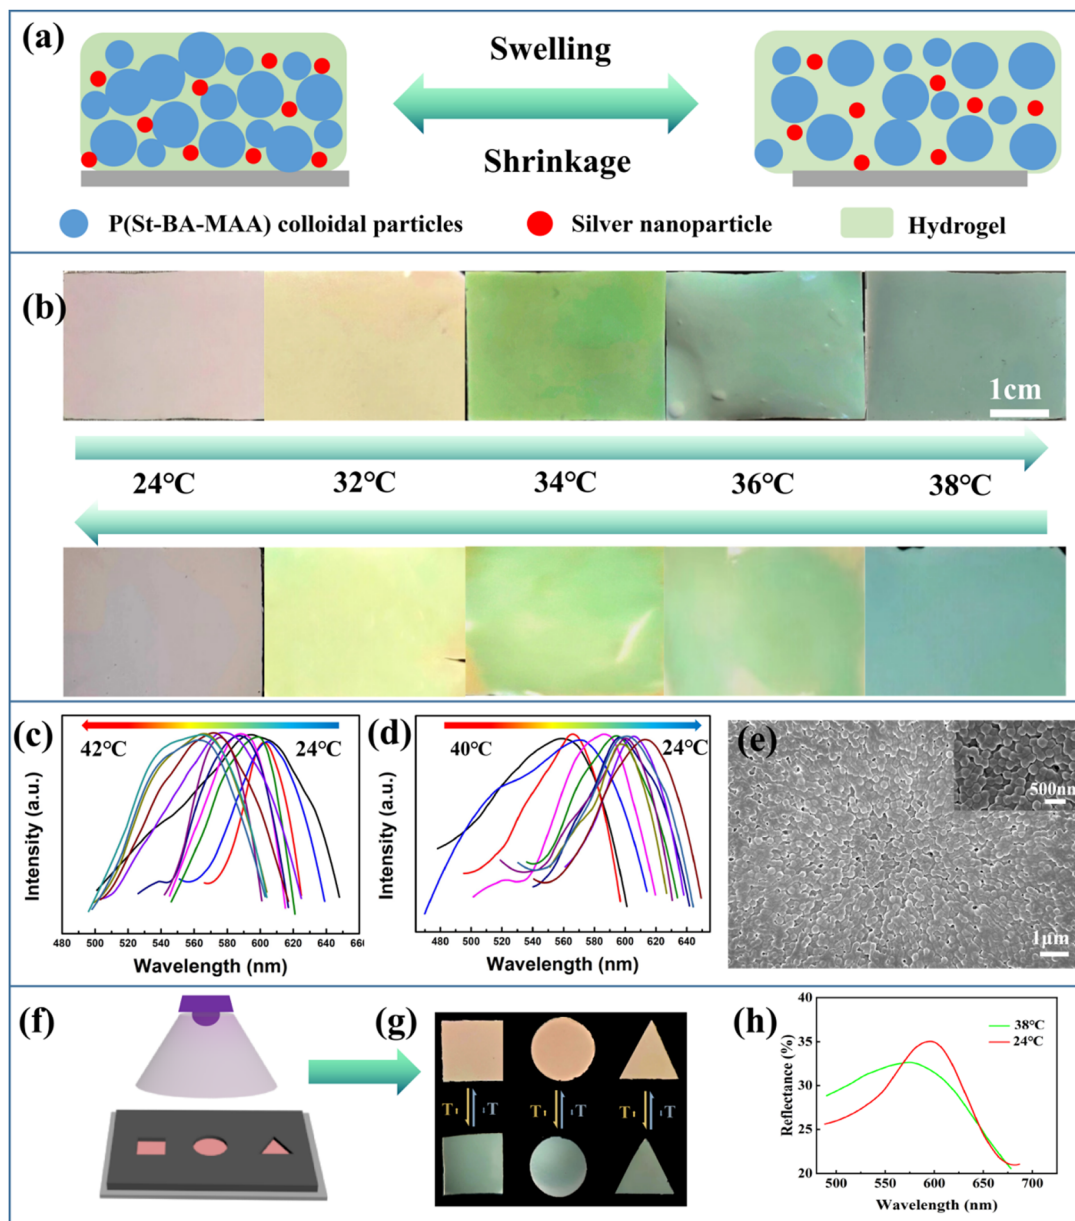 (a)
Swelling
Shrinkage
P(St-BA-MAA) colloidal particles
Silver nanoparticle
Hydrogel
(b)
1cm
24℃ 32℃ 34℃ 36℃ 38℃
(c)
42℃ 24℃
Intensity (a.u.)
480 500 520 540 560 580 600 620 640 66
Wavelength (nm)
(d)
40℃ 24℃
Intensity (a.u.)
480 500 520 540 560 580 600 620 640
Wavelength (nm)
(e)
500nm
1μm
(f)
(g)
T T T T T T
(h)
40
35
30
25
20
Reflectance (%)
38℃
24℃
500 550 600 650 700
Wavelength (nm)